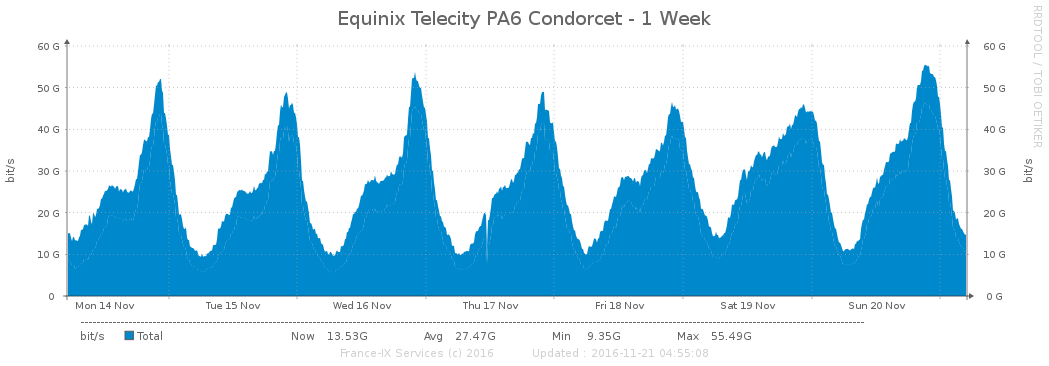 Equinix Telecity PA6 Condorcet - 1 Week
RRDTOOL / TOBI OETIKER
bit/s
60 G 60 G
50 G 50 G
40 G 40 G
30 G 30 G
20 G 20 G
10 G 10 G
0 0 G
bit/s
Mon 14 Nov Tue 15 Nov Wed 16 Nov Thu 17 Nov Fri 18 Nov Sat 19 Nov Sun 20 Nov
bit/s Total Now 13.53G Avg 27.47G Min 9.35G Max 55.49G
France-IX Services (c) 2016 Updated : 2016-11-21 04:55:08